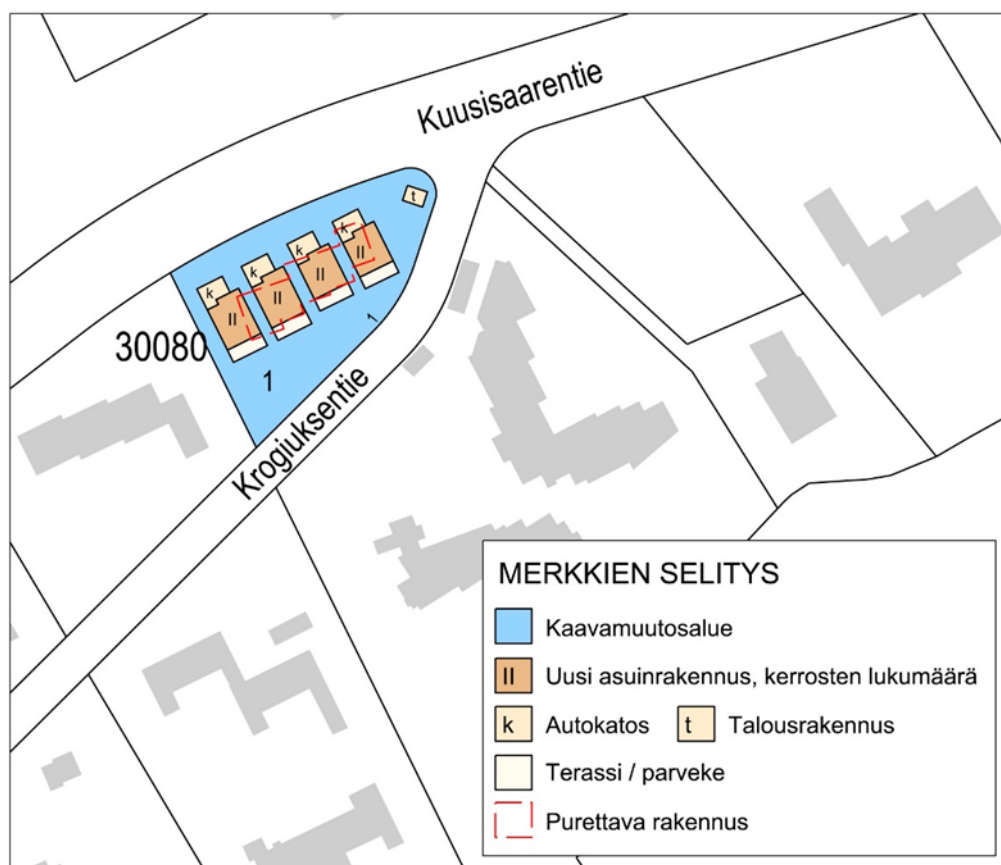 Kuusisaarentie
t
k
II
k
II
k
II
k
II
30080
1
1
Krogiuksentie
MERKKIEN SELITYS
Kaavamuutosalue
II Uusi asuinrakennus, kerrosten lukumäärä
k Autokatos t Talousrakennus
Terassi / parveke
Purettava rakennus